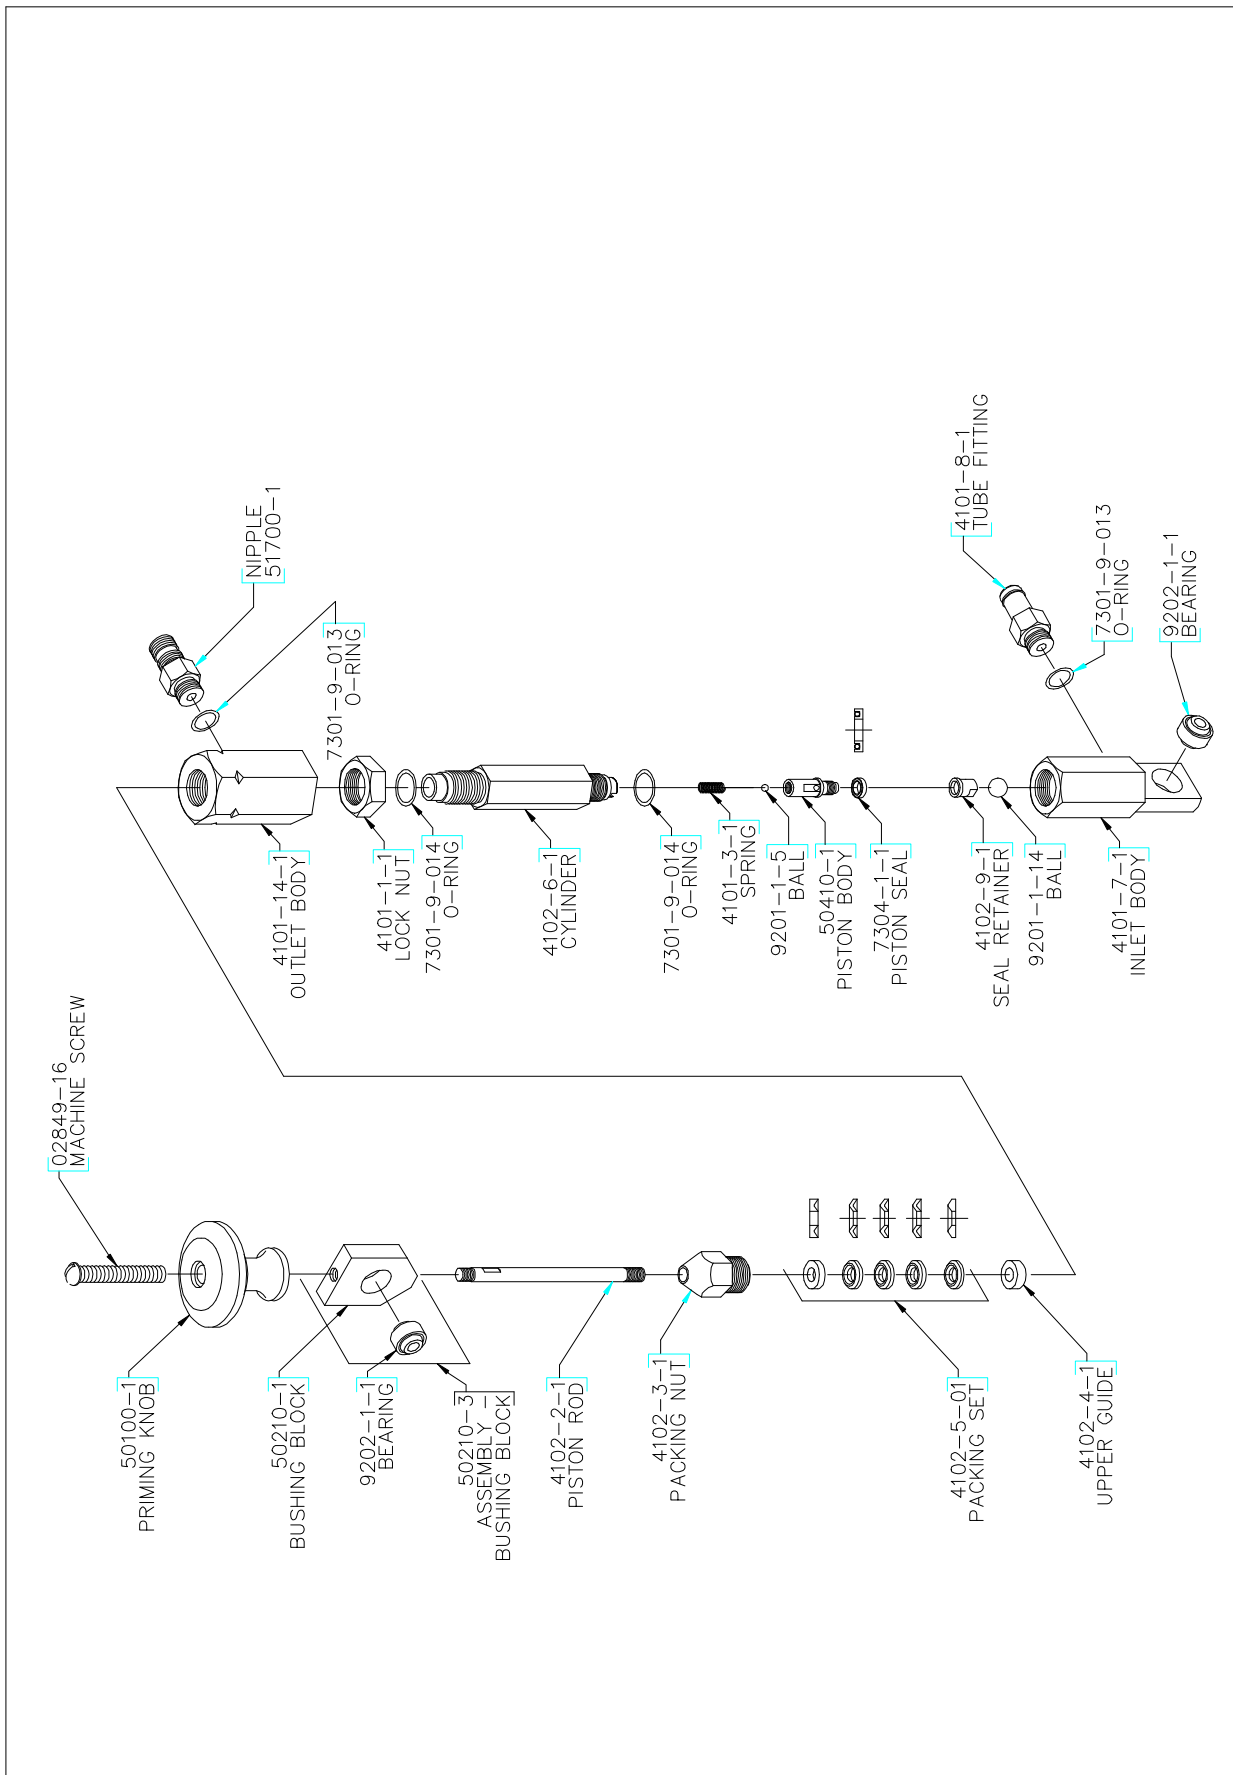 02849-16
MACHINE SCREW
50100-1
PRIMING KNOB
50210-1
BUSHING BLOCK
9202-1-1
BEARING
50210-3
ASSEMBLY -
BUSHING BLOCK
4102-2-1
PISTON ROD
4102-3-1
PACKING NUT
4102-5-01
PACKING SET
4102-4-1
UPPER GUIDE
NIPPLE
51700-1
7301-9-013
O-RING
4101-14-1
OUTLET BODY
4101-1-1
LOCK NUT
7301-9-014
O-RING
4102-6-1
CYLINDER
7301-9-014
O-RING
4101-3-1
SPRING
9201-1-5
BALL
50410-1
PISTON BODY
7304-1-1
PISTON SEAL
4102-9-1
SEAL RETAINER
9201-1-14
BALL
4101-7-1
INLET BODY
4101-8-1
TUBE FITTING
7301-9-013
O-RING
9202-1-1
BEARING